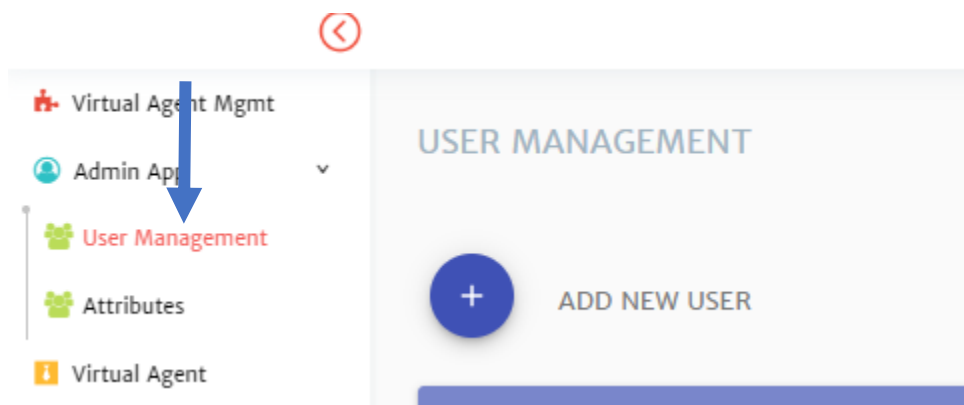 Virtual Agent Mgmt
Admin App
User Management
Attributes
Virtual Agent
USER MANAGEMENT
ADD NEW USER